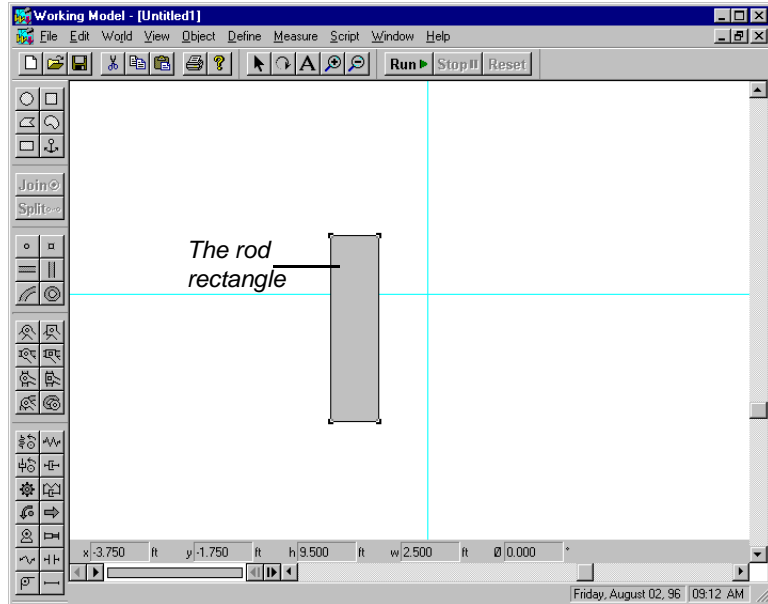 Working Model - [Untitled1]
File Edit World View Object Define Measure Script Window Help
A Run Stop Reset
Join
Split
The rod
rectangle
x -3.750 ft y -1.750 ft h 9.500 ft w 2.500 ft Ø 0.000 °
Friday, August 02, 96 09:12 AM